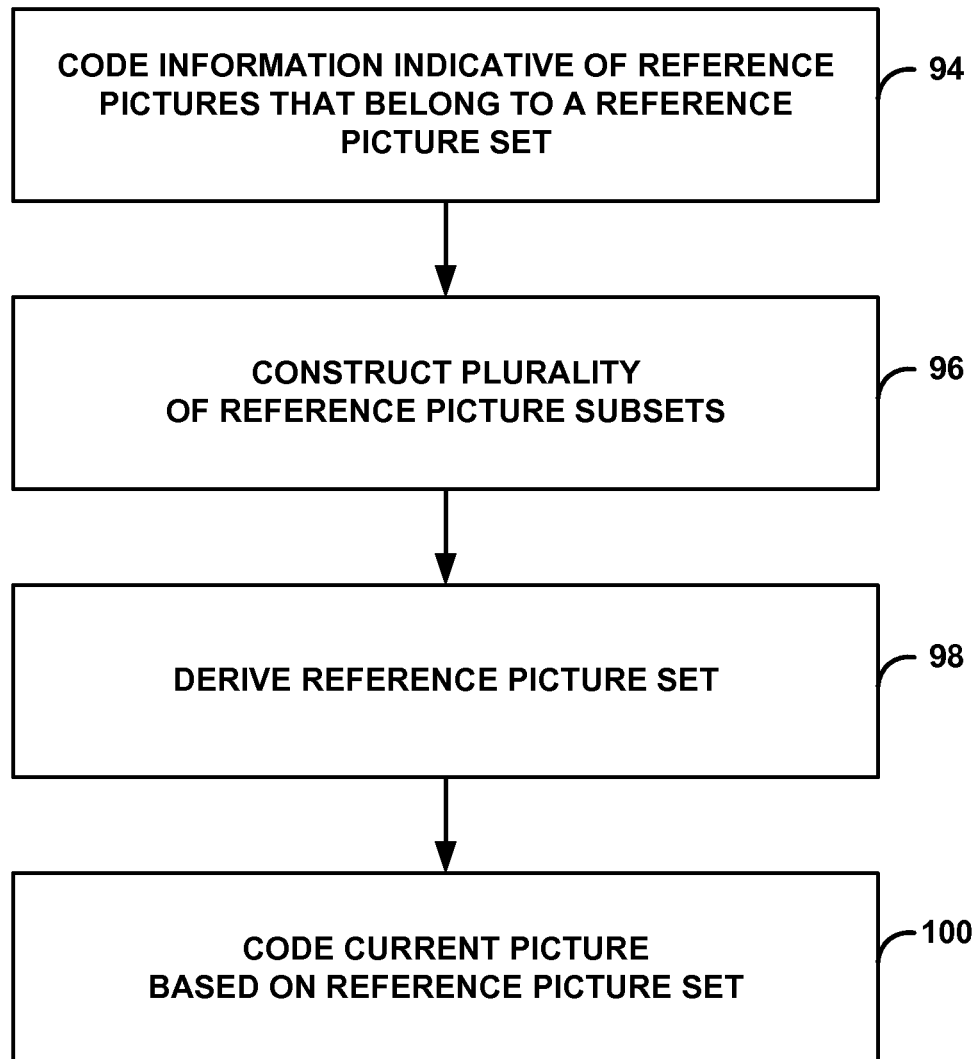 CODE INFORMATION INDICATIVE OF REFERENCE
PICTURES THAT BELONG TO A REFERENCE
PICTURE SET
94
CONSTRUCT PLURALITY
OF REFERENCE PICTURE SUBSETS
96
DERIVE REFERENCE PICTURE SET
98
CODE CURRENT PICTURE
BASED ON REFERENCE PICTURE SET
100